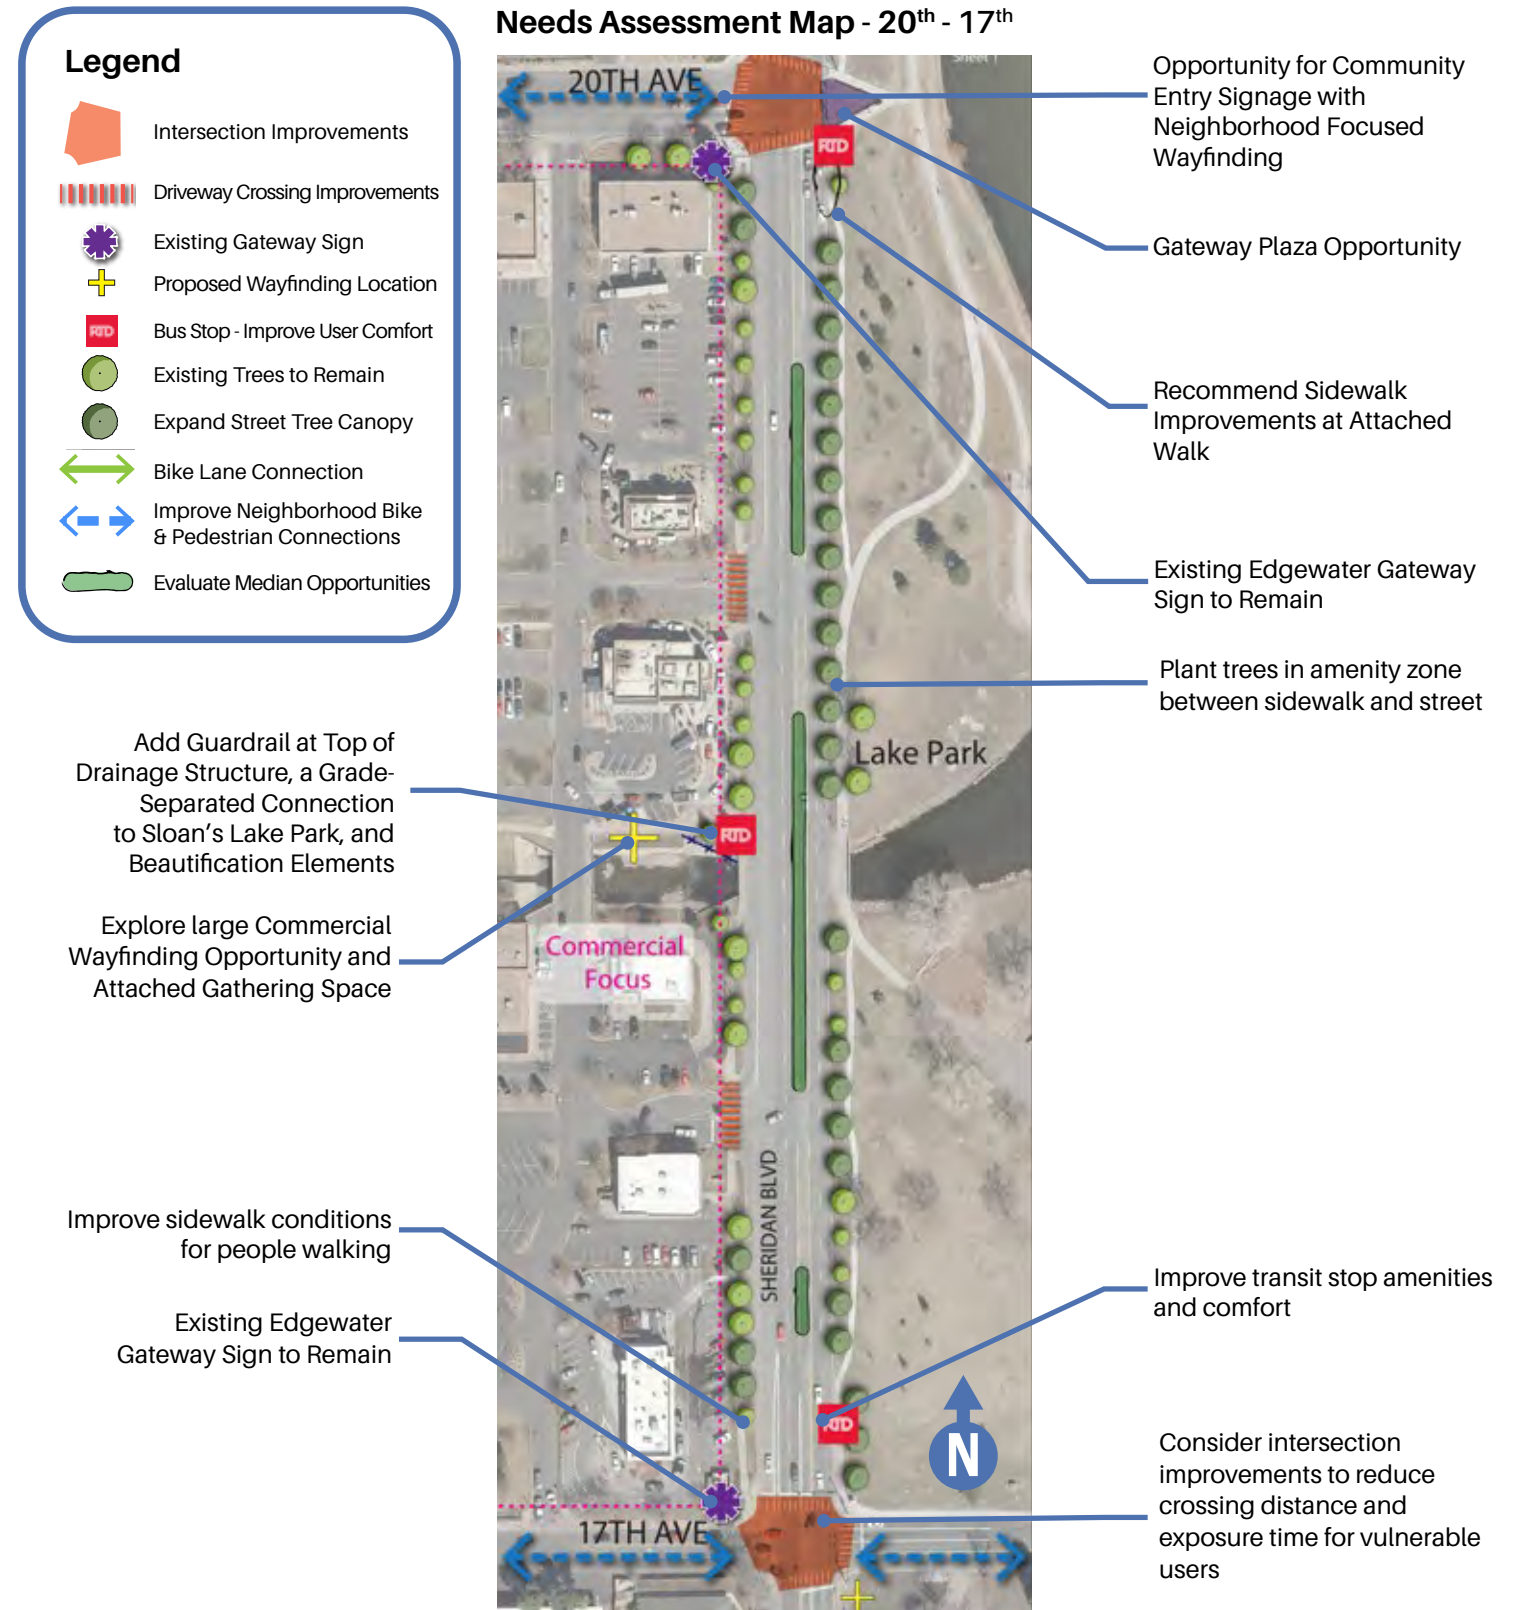 Needs Assessment Map - 20th - 17th
Legend
Intersection Improvements
Driveway Crossing Improvements
Existing Gateway Sign
Proposed Wayfinding Location
RTD
Bus Stop - Improve User Comfort
Existing Trees to Remain
Expand Street Tree Canopy
Bike Lane Connection
Improve Neighborhood Bike
& Pedestrian Connections
Evaluate Median Opportunities
Sheet 1
20TH AVE
RTD
Opportunity for Community
Entry Signage with
Neighborhood Focused
Wayfinding
Gateway Plaza Opportunity
Recommend Sidewalk
Improvements at Attached
Walk
Existing Edgewater Gateway
Sign to Remain
Plant trees in amenity zone
between sidewalk and street
Lake Park
Add Guardrail at Top of
Drainage Structure, a Grade-
Separated Connection
to Sloan's Lake Park, and
Beautification Elements
RTD
Explore large Commercial
Wayfinding Opportunity and
Attached Gathering Space
Commercial
Focus
SHERIDAN BLVD
Improve sidewalk conditions
for people walking
Existing Edgewater
Gateway Sign to Remain
Improve transit stop amenities
and comfort
RTD
N
Consider intersection
improvements to reduce
crossing distance and
exposure time for vulnerable
users
17TH AVE